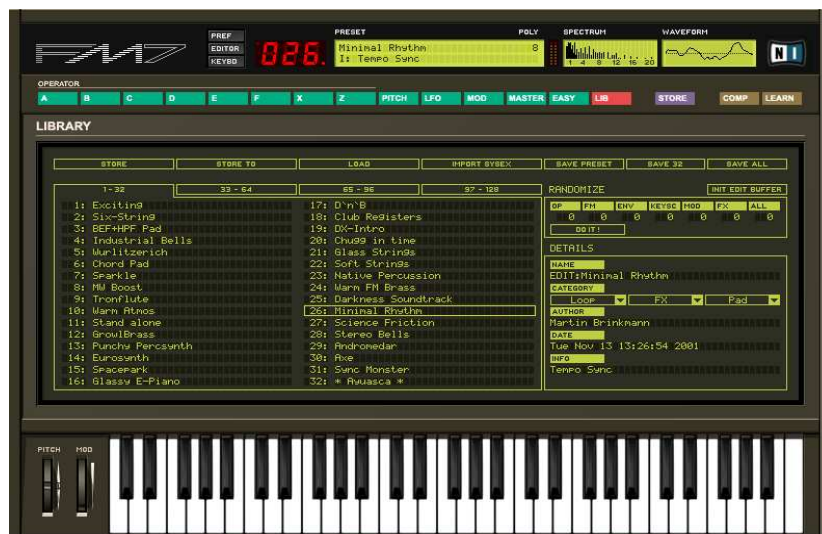 FM7
PREF
EDITOR
KEYBD
026.
PRESET POLY
Minimal Rhythm 8
I: Tempo Sync
SPECTRUM
1 4 8 12 16 20
WAVEFORM
NI
OPERATOR
A B C D E F X Z PITCH LFO MOD MASTER EASY LIB STORE COMP LEARN
LIBRARY
STORE STORE TO LOAD IMPORT SYSEX SAVE PRESET SAVE 32 SAVE ALL
1-32 33 - 64 65 - 96 97 - 128
1: Exciting
2: Six-String
3: BEF+HPF Pad
4: Industrial Bells
5: Wurlitzerich
6: Chord Pad
7: Sparkle
8: MW Boost
9: Tronflute
10: Warm Atmos
11: Stand alone
12: GrowlBrass
13: Punchy Percsynth
14: Eurosynth
15: Spacepark
16: Glassy E-Piano
17: D`n`B
18: Club Registers
19: DX-Intro
20: Chugg in time
21: Glass Strings
22: Soft Strings
23: Native Percussion
24: Warm FM Brass
25: Darkness Soundtrack
26: Minimal Rhythm
27: Science Friction
28: Stereo Bells
29: Andromedar
30: Axe
31: Sync Monster
32: * Ayuasca *
RANDOMIZE INIT EDIT BUFFER
OP FM ENV KEYSC MOD FX ALL
0 0 0 0 0 0 0
DO IT!
DETAILS
NAME
EDIT:Minimal Rhythm
CATEGORY
Loop FX Pad
AUTHOR
Martin Brinkmann
DATE
Tue Nov 13 13:26:54 2001
INFO
Tempo Sync
PITCH MOD